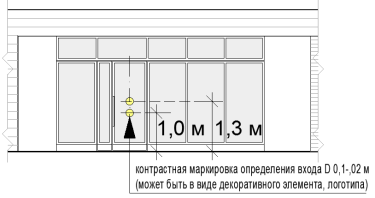 1,0 м 1,3 м
контрастная маркировка определения входа D 0,1-,02 м
(может быть в виде декоративного элемента, логотипа)